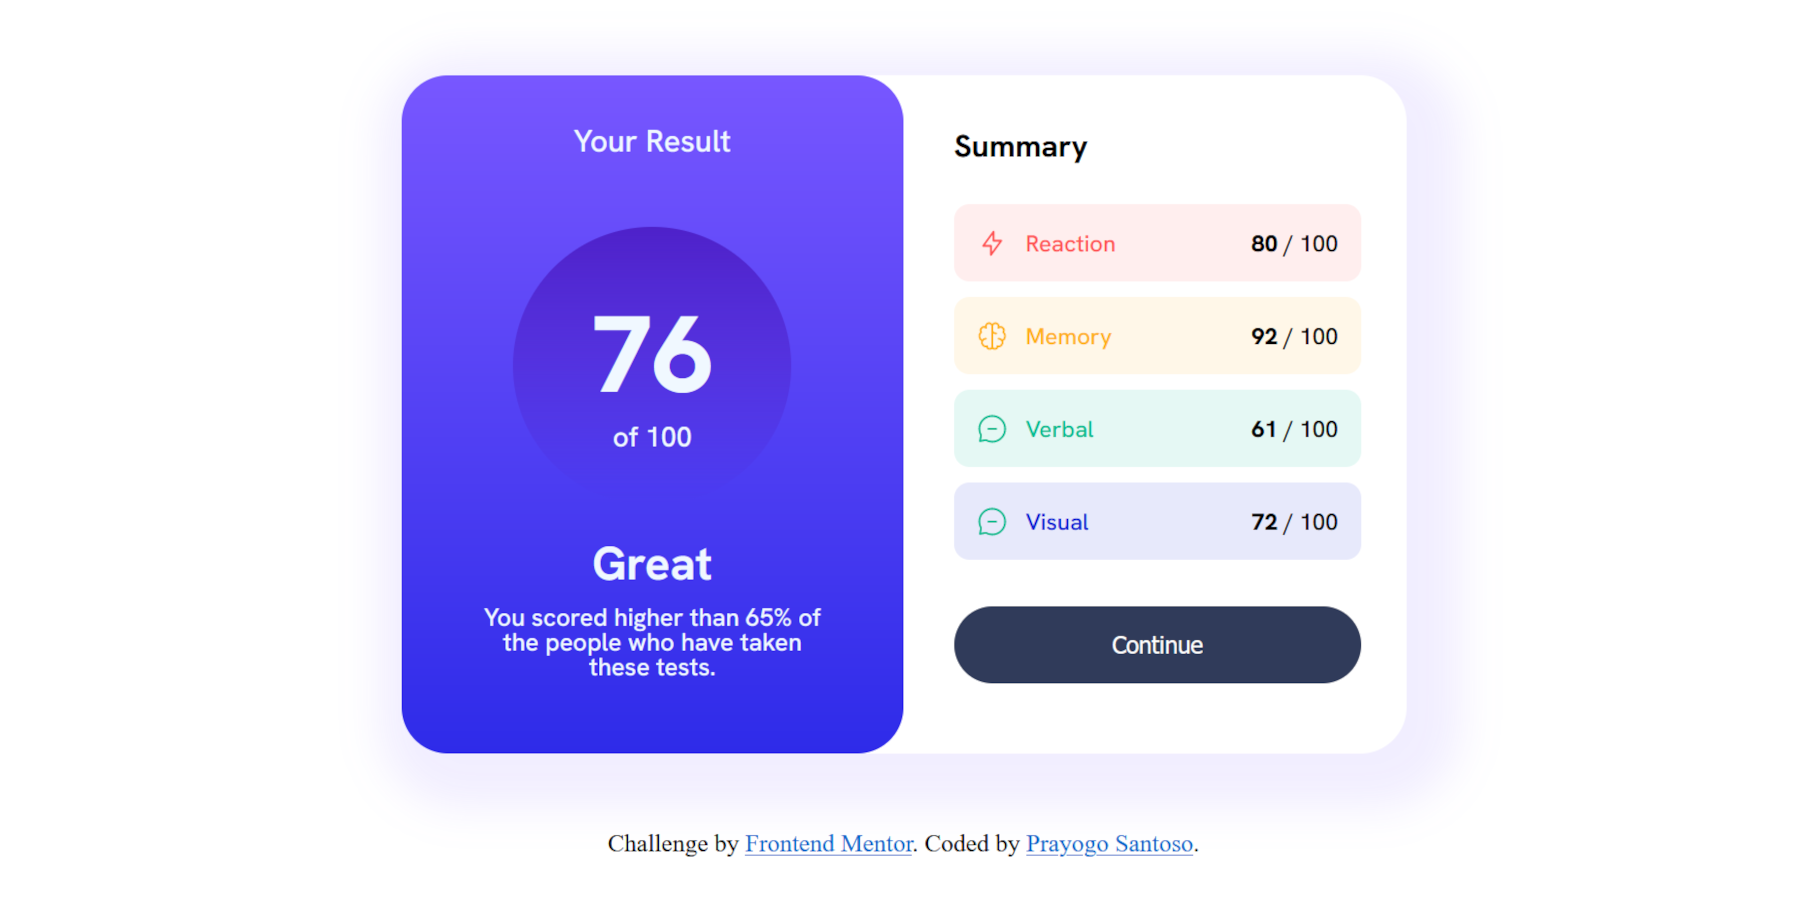 Your Result
76
of 100
Great
You scored higher than 65% of
the people who have taken
these tests.
Summary
Reaction 80 / 100
Memory 92 / 100
Verbal 61 / 100
Visual 72 / 100
Continue
Challenge by Frontend Mentor. Coded by Prayogo Santoso.